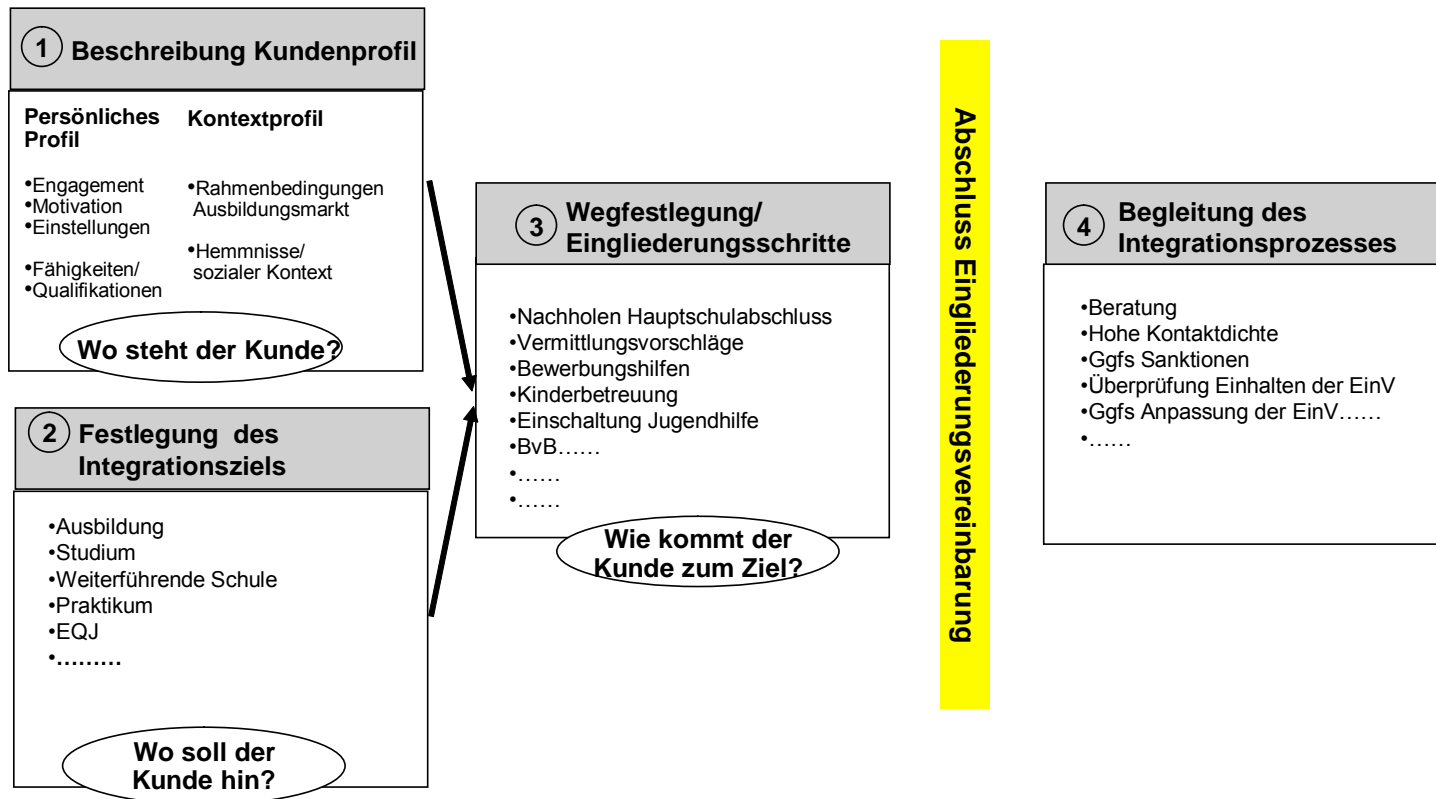 1 Beschreibung Kundenprofil
Persönliches
Profil
•Engagement
•Motivation
•Einstellungen
•Fähigkeiten/
•Qualifikationen
Kontextprofil
•Rahmenbedingungen
Ausbildungsmarkt
•Hemmnisse/
sozialer Kontext
Wo steht der Kunde?
2 Festlegung des
Integrationsziels
•Ausbildung
•Studium
•Weiterführende Schule
•Praktikum
•EQJ
•………
Wo soll der
Kunde hin?
3 Wegfestlegung/
Eingliederungsschritte
•Nachholen Hauptschulabschluss
•Vermittlungsvorschläge
•Bewerbungshilfen
•Kinderbetreuung
•Einschaltung Jugendhilfe
•BvB……
•……
•……
Wie kommt der
Kunde zum Ziel?
Abschluss Eingliederungsvereinbarung
4 Begleitung des
Integrationsprozesses
•Beratung
•Hohe Kontaktdichte
•Ggfs Sanktionen
•Überprüfung Einhalten der EinV
•Ggfs Anpassung der EinV……
•……